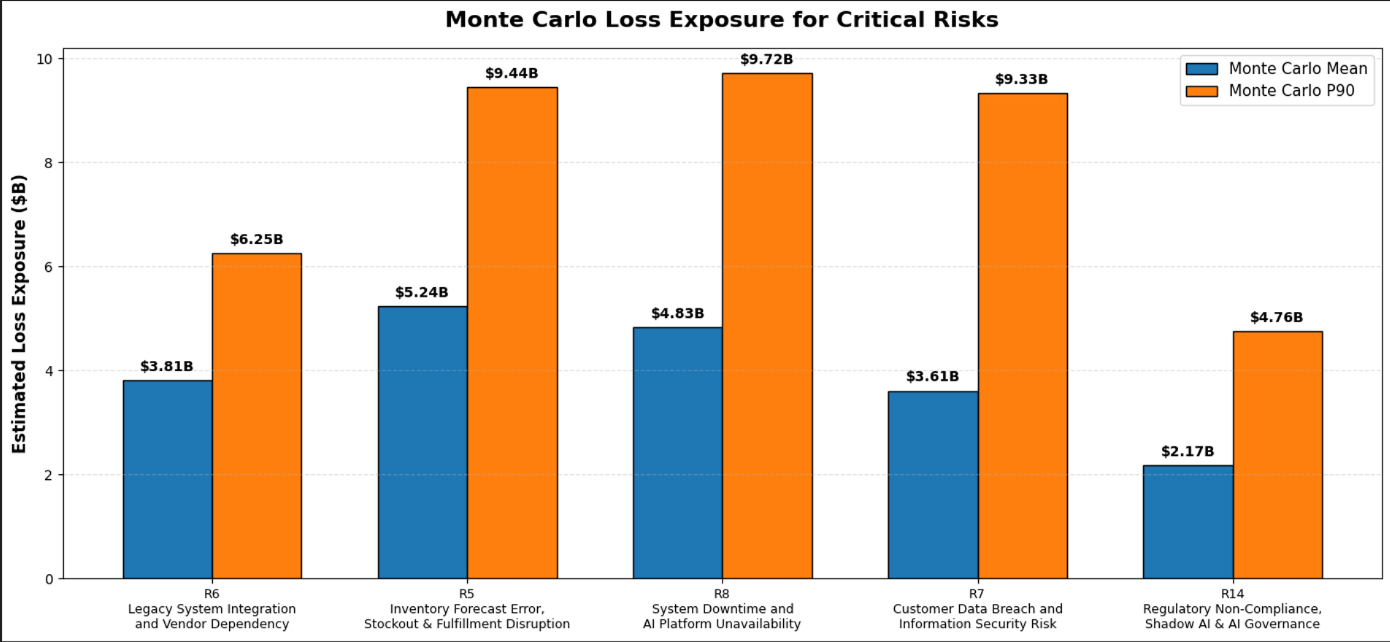 Monte Carlo Loss Exposure for Critical Risks
Estimated Loss Exposure ($B)
10
8
6
4
2
0
Monte Carlo Mean
Monte Carlo P90
$3.81B
$6.25B
$5.24B
$9.44B
$4.83B
$9.72B
$3.61B
$9.33B
$2.17B
$4.76B
R6
Legacy System Integration
and Vendor Dependency
R5
Inventory Forecast Error,
Stockout & Fulfillment Disruption
R8
System Downtime and
AI Platform Unavailability
R7
Customer Data Breach and
Information Security Risk
R14
Regulatory Non-Compliance,
Shadow AI & AI Governance